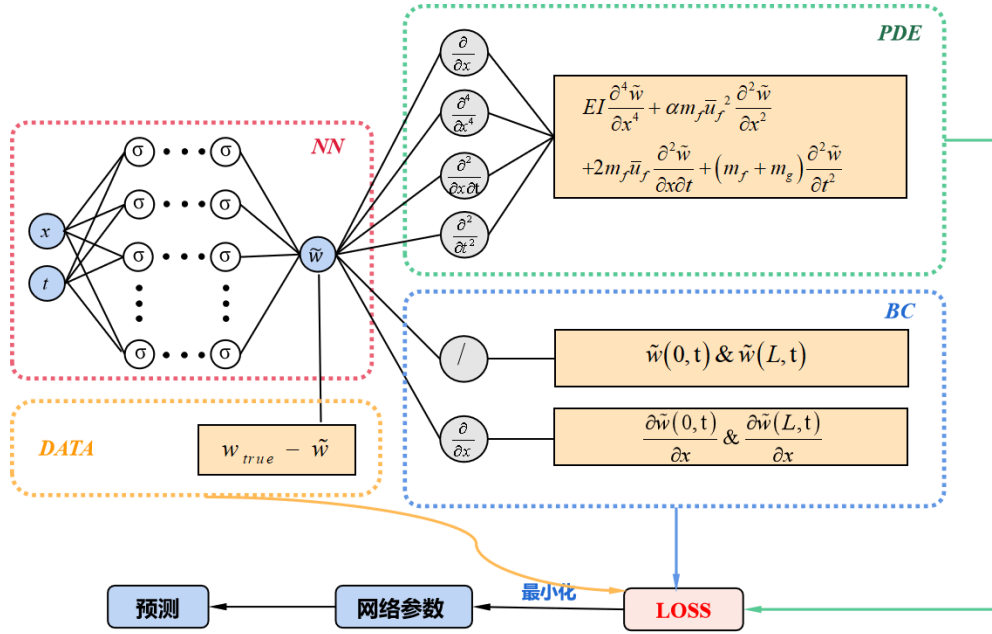 PDE
∂/∂x
∂⁴/∂x⁴
∂²/∂x∂t
∂²/∂t²
EI ∂⁴w̃/∂x⁴ + αm_f ū_f² ∂²w̃/∂x²
+2m_f ū_f ∂²w̃/∂x∂t + (m_f + m_g) ∂²w̃/∂t²
NN
σ • • • σ
σ • • • σ
σ • • • σ
σ • • • σ
x
t
w̃
BC
/
w̃(0, t) & w̃(L, t)
∂/∂x
∂w̃(0, t)/∂x & ∂w̃(L, t)/∂x
DATA
w_true − w̃
最小化
LOSS
网络参数
预测